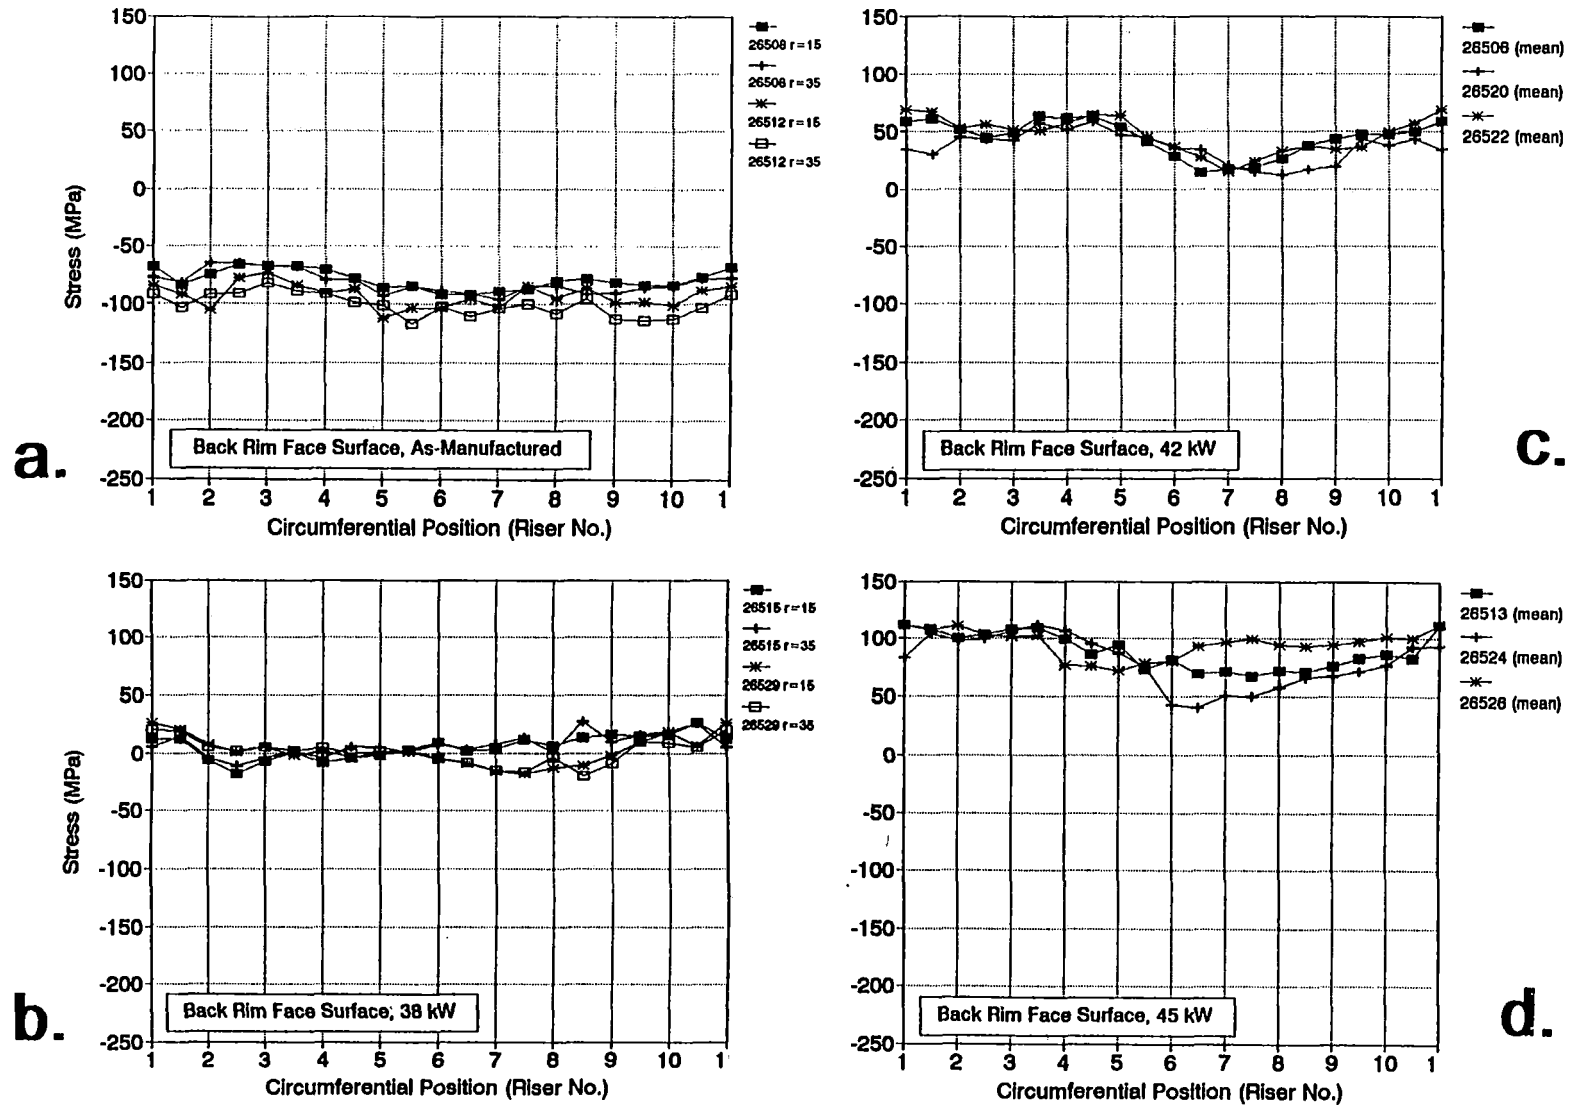 a.
150
100
50
0
-50
-100
-150
-200
-250
Stress (MPa)
26508 r=15
26508 r=35
26512 r=15
26512 r=35
Back Rim Face Surface, As-Manufactured
1 2 3 4 5 6 7 8 9 10 1
Circumferential Position (Riser No.)
c.
150
100
50
0
-50
-100
-150
-200
-250
26506 (mean)
26520 (mean)
26522 (mean)
Back Rim Face Surface, 42 kW
1 2 3 4 5 6 7 8 9 10 1
Circumferential Position (Riser No.)
b.
150
100
50
0
-50
-100
-150
-200
-250
Stress (MPa)
26515 r=15
26515 r=35
26529 r=15
26529 r=35
Back Rim Face Surface, 38 kW
1 2 3 4 5 6 7 8 9 10 1
Circumferential Position (Riser No.)
d.
150
100
50
0
-50
-100
-150
-200
-250
26513 (mean)
26524 (mean)
26526 (mean)
Back Rim Face Surface, 45 kW
1 2 3 4 5 6 7 8 9 10 1
Circumferential Position (Riser No.)